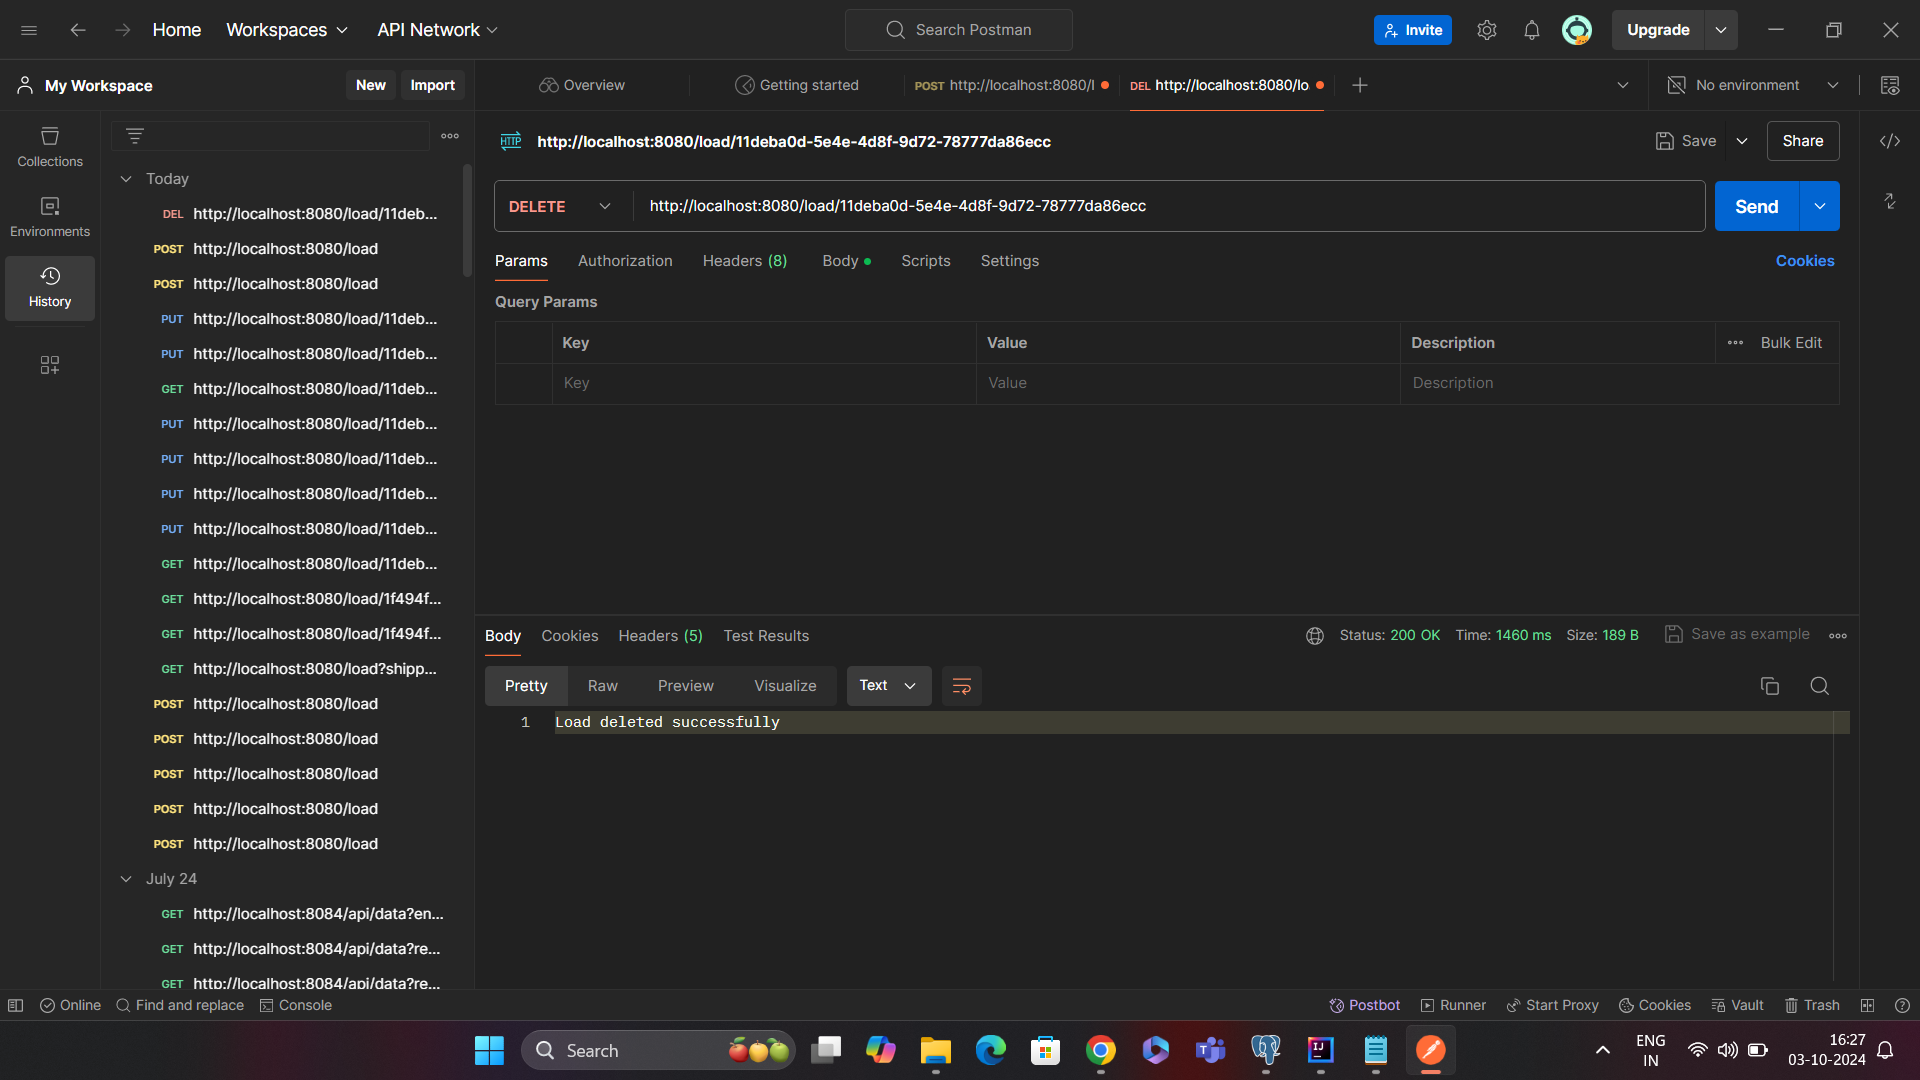 Home Workspaces API Network Search Postman Invite Upgrade
My Workspace New Import Overview Getting started POST http://localhost:8080/l DEL http://localhost:8080/lo No environment
HTTP http://localhost:8080/load/11deba0d-5e4e-4d8f-9d72-78777da86ecc Save Share
DELETE http://localhost:8080/load/11deba0d-5e4e-4d8f-9d72-78777da86ecc Send
Params Authorization Headers (8) Body Scripts Settings Cookies
Query Params
Key Value Description Bulk Edit
Key Value Description
Collections
Environments
History
Today
DEL http://localhost:8080/load/11deb...
POST http://localhost:8080/load
POST http://localhost:8080/load
PUT http://localhost:8080/load/11deb...
PUT http://localhost:8080/load/11deb...
GET http://localhost:8080/load/11deb...
PUT http://localhost:8080/load/11deb...
PUT http://localhost:8080/load/11deb...
PUT http://localhost:8080/load/11deb...
PUT http://localhost:8080/load/11deb...
GET http://localhost:8080/load/11deb...
GET http://localhost:8080/load/1f494f...
GET http://localhost:8080/load/1f494f...
GET http://localhost:8080/load?shipp...
POST http://localhost:8080/load
POST http://localhost:8080/load
POST http://localhost:8080/load
POST http://localhost:8080/load
POST http://localhost:8080/load
July 24
GET http://localhost:8084/api/data?en...
GET http://localhost:8084/api/data?re...
GET http://localhost:8084/api/data?re...
Body Cookies Headers (5) Test Results Status: 200 OK Time: 1460 ms Size: 189 B Save as example
Pretty Raw Preview Visualize Text
1 Load deleted successfully
Online Find and replace Console Postbot Runner Start Proxy Cookies Vault Trash
Search ENG 16:27
IN 03-10-2024